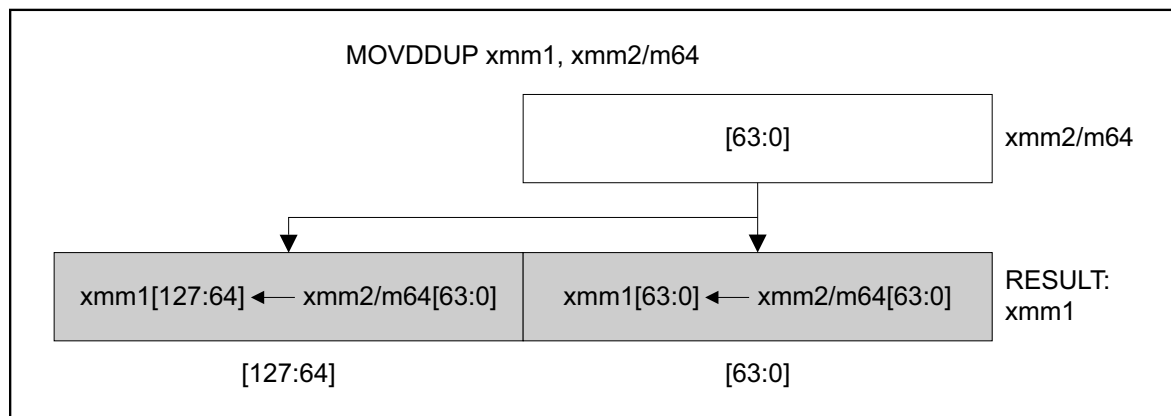 MOVDDUP xmm1, xmm2/m64
[63:0]
xmm2/m64
xmm1[127:64] ← xmm2/m64[63:0]
xmm1[63:0] ← xmm2/m64[63:0]
RESULT:
xmm1
[127:64]
[63:0]